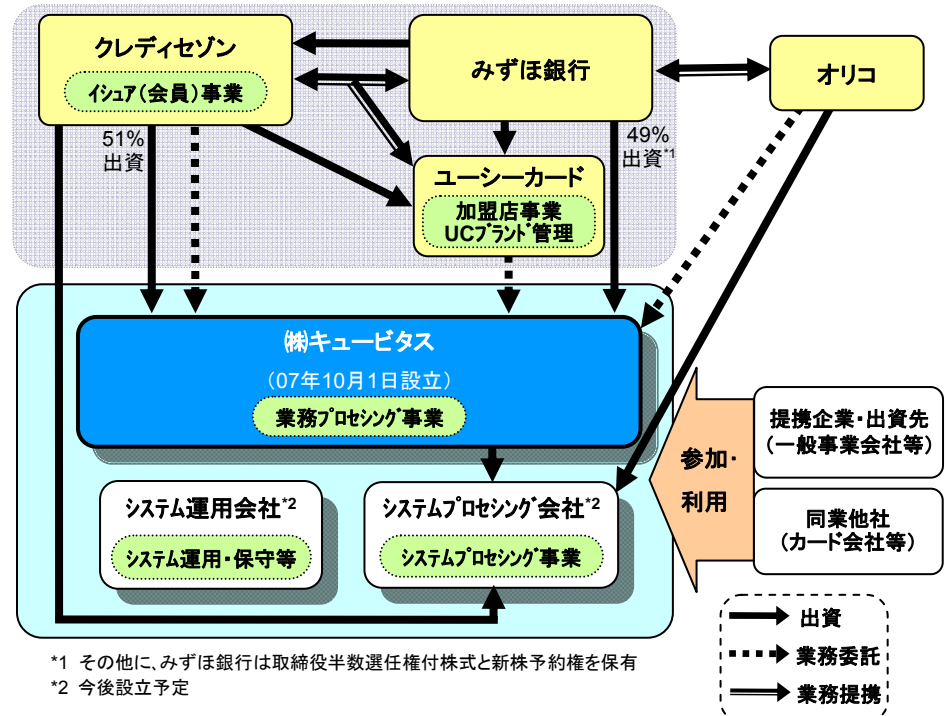 クレディセゾン
イシュア(会員)事業
みずほ銀行
オリコ
51%
出資
49%
出資*1
ユーシーカード
加盟店事業
UCブランド管理
㈱キュービタス
(07年10月1日設立)
業務プロセシング事業
参加・
利用
提携企業・出資先
(一般事業会社等)
同業他社
(カード会社等)
システム運用会社*2
システム運用・保守等
システムプロセシング会社*2
システムプロセシング事業
出資
業務委託
業務提携
*1 その他に、みずほ銀行は取締役半数選任権付株式と新株予約権を保有
*2 今後設立予定